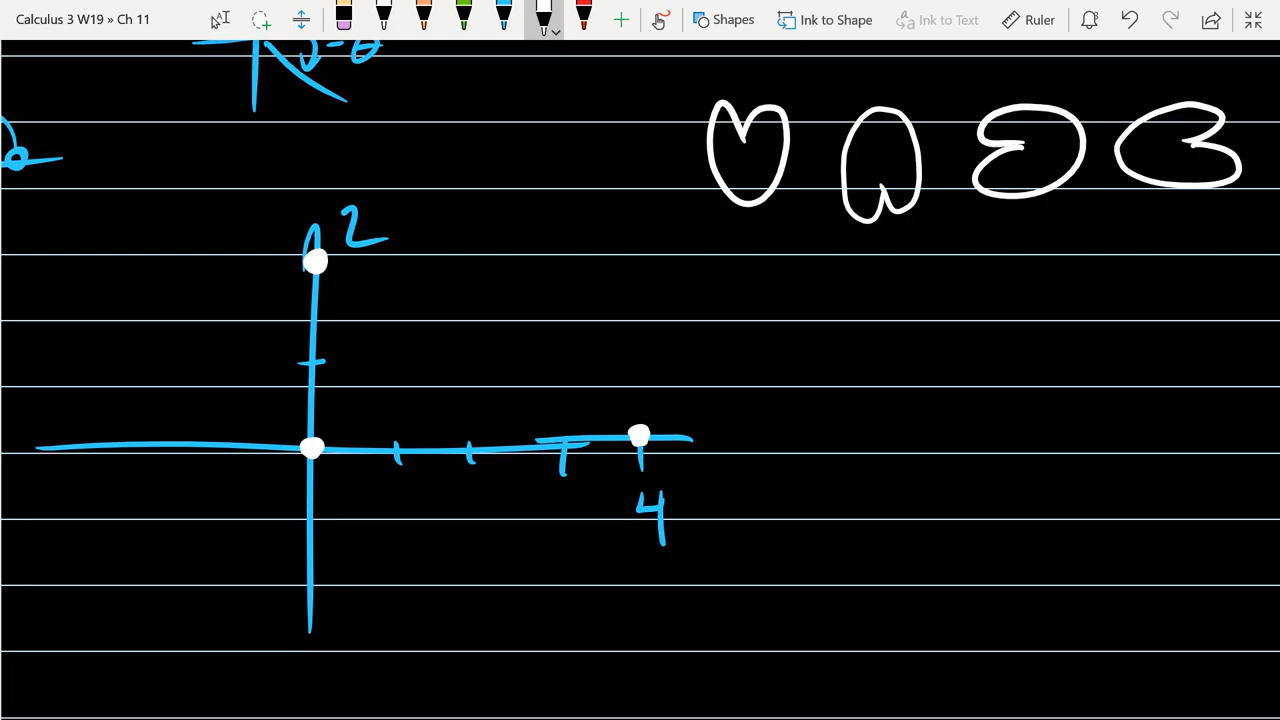 Calculus 3 W19 » Ch 11
Shapes
Ink to Shape
Ink to Text
Ruler
2
4